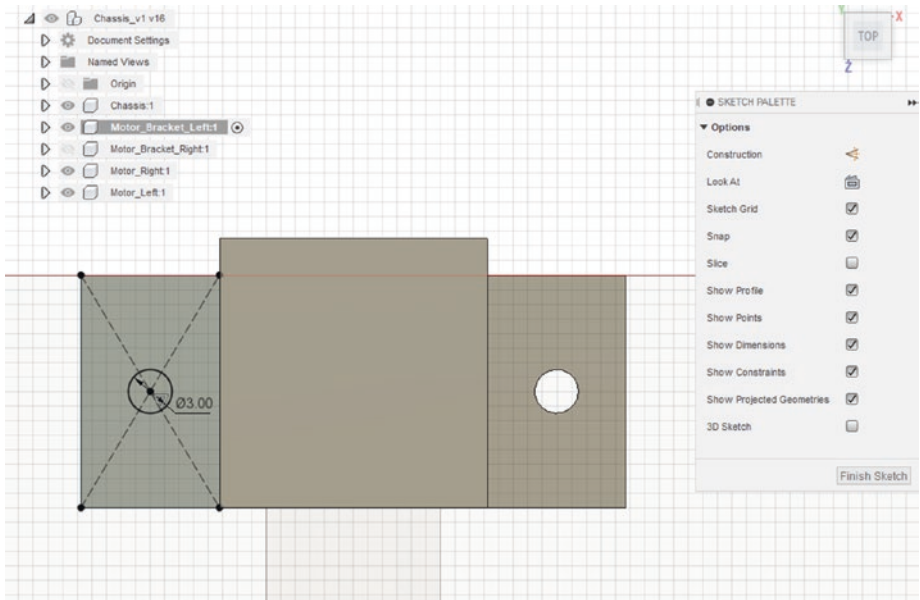 Chassis_v1 v16
Document Settings
Named Views
Origin
Chassis:1
Motor_Bracket_Left:1
Motor_Bracket_Right:1
Motor_Right:1
Motor_Left:1
TOP
X
Z
SKETCH PALETTE
Options
Construction
Look At
Sketch Grid
Snap
Slice
Show Profile
Show Points
Show Dimensions
Show Constraints
Show Projected Geometries
3D Sketch
Finish Sketch
Ø3.00